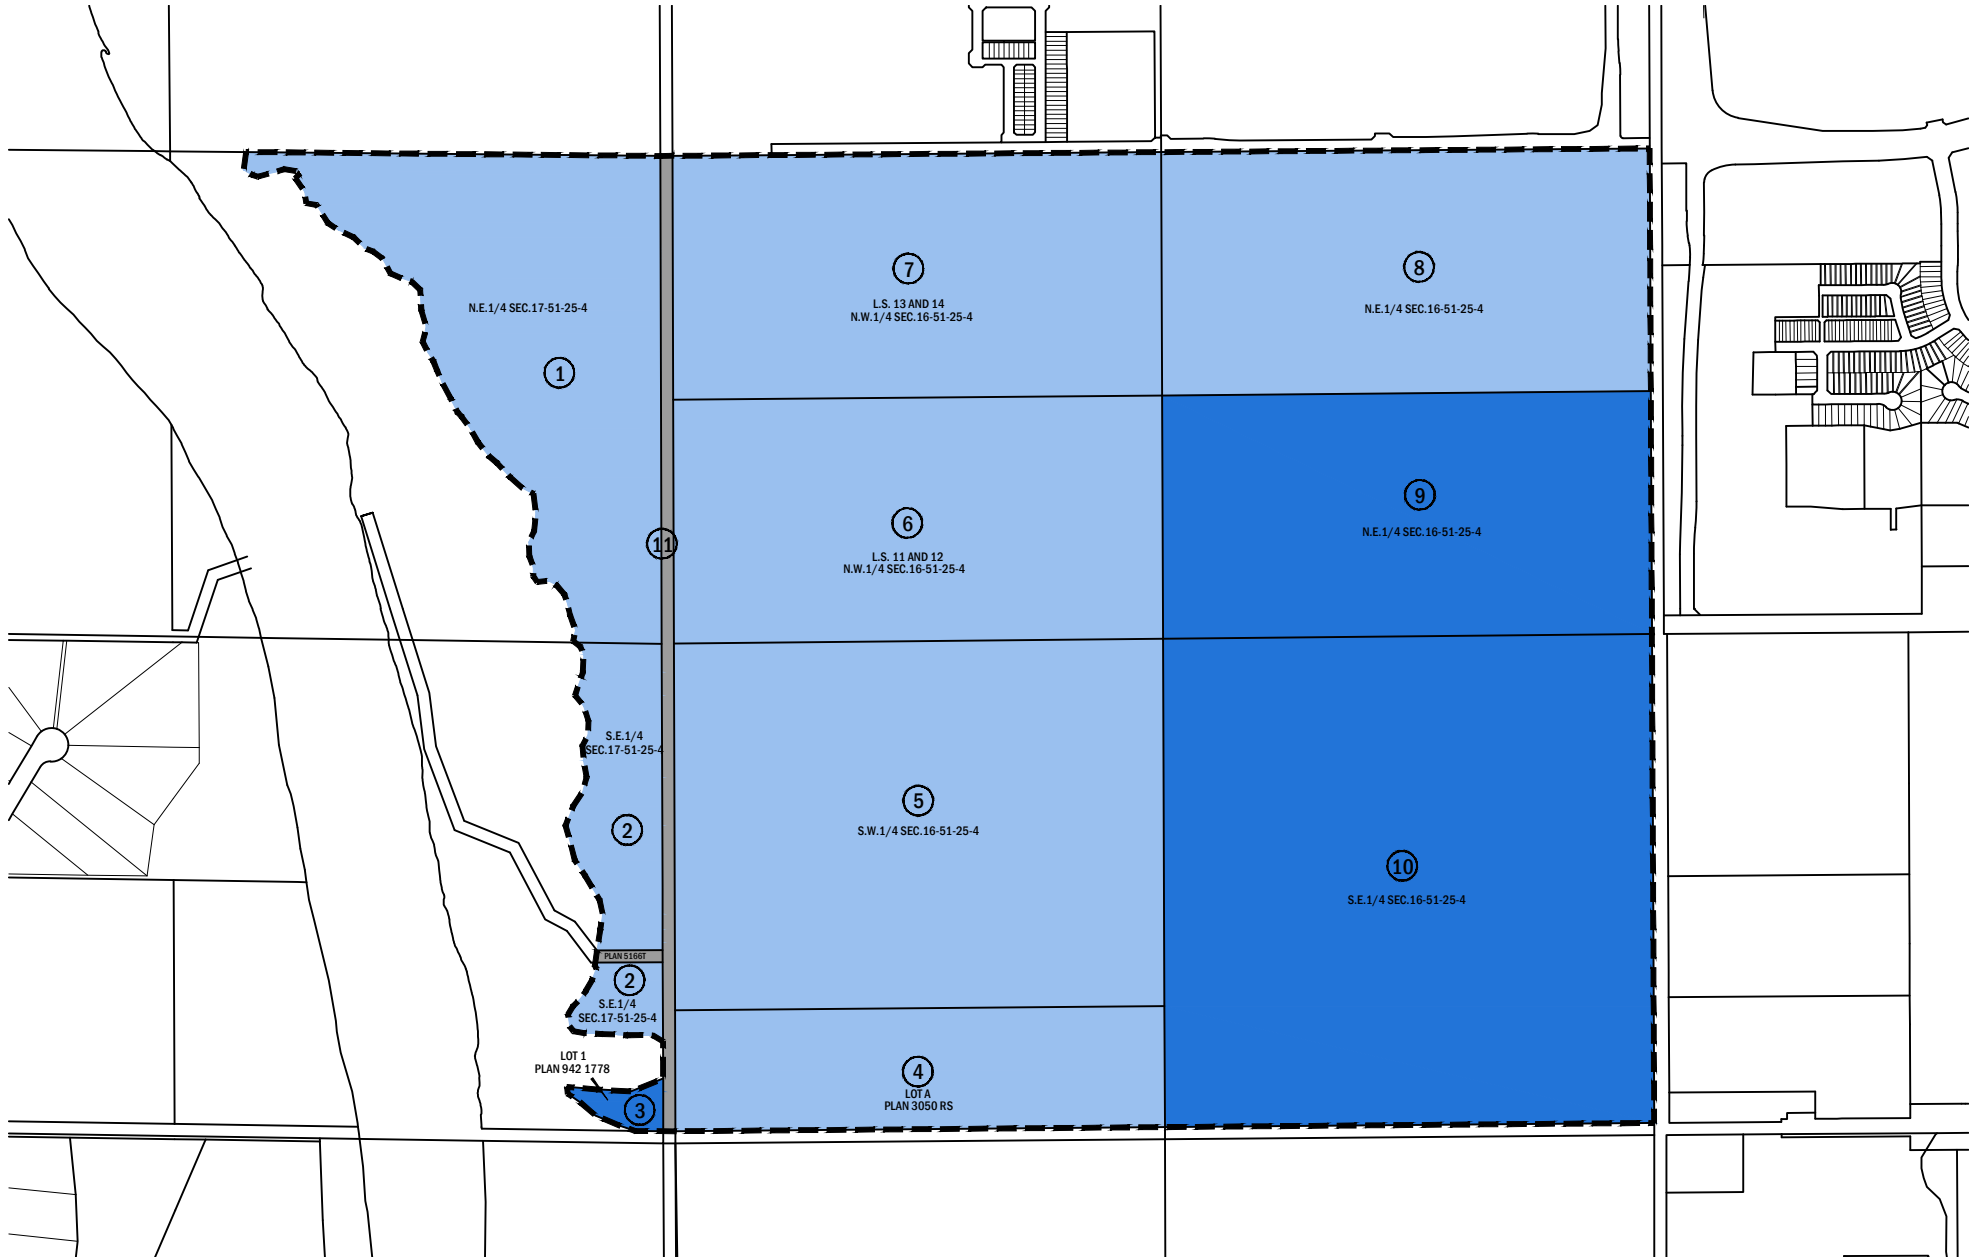 7
L.S. 13 AND 14
N.W.1/4 SEC.16-51-25-4
8
N.E.1/4 SEC.16-51-25-4
N.E.1/4 SEC.17-51-25-4
1
9
N.E.1/4 SEC.16-51-25-4
6
L.S. 11 AND 12
N.W.1/4 SEC.16-51-25-4
11
S.E.1/4
SEC.17-51-25-4
2
5
S.W.1/4 SEC.16-51-25-4
10
S.E.1/4 SEC.16-51-25-4
PLAN 5166T
2
S.E.1/4
SEC.17-51-25-4
LOT 1
PLAN 942 1778
3
4
LOT A
PLAN 3050 RS